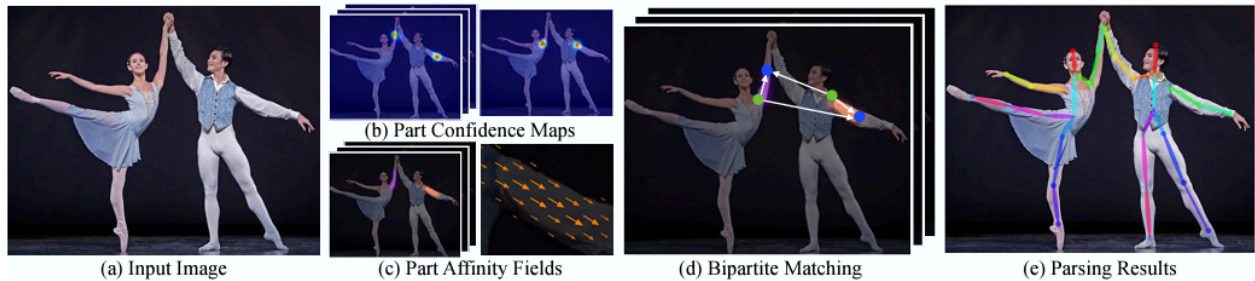 (a) Input Image
(b) Part Confidence Maps
(c) Part Affinity Fields
(d) Bipartite Matching
(e) Parsing Results